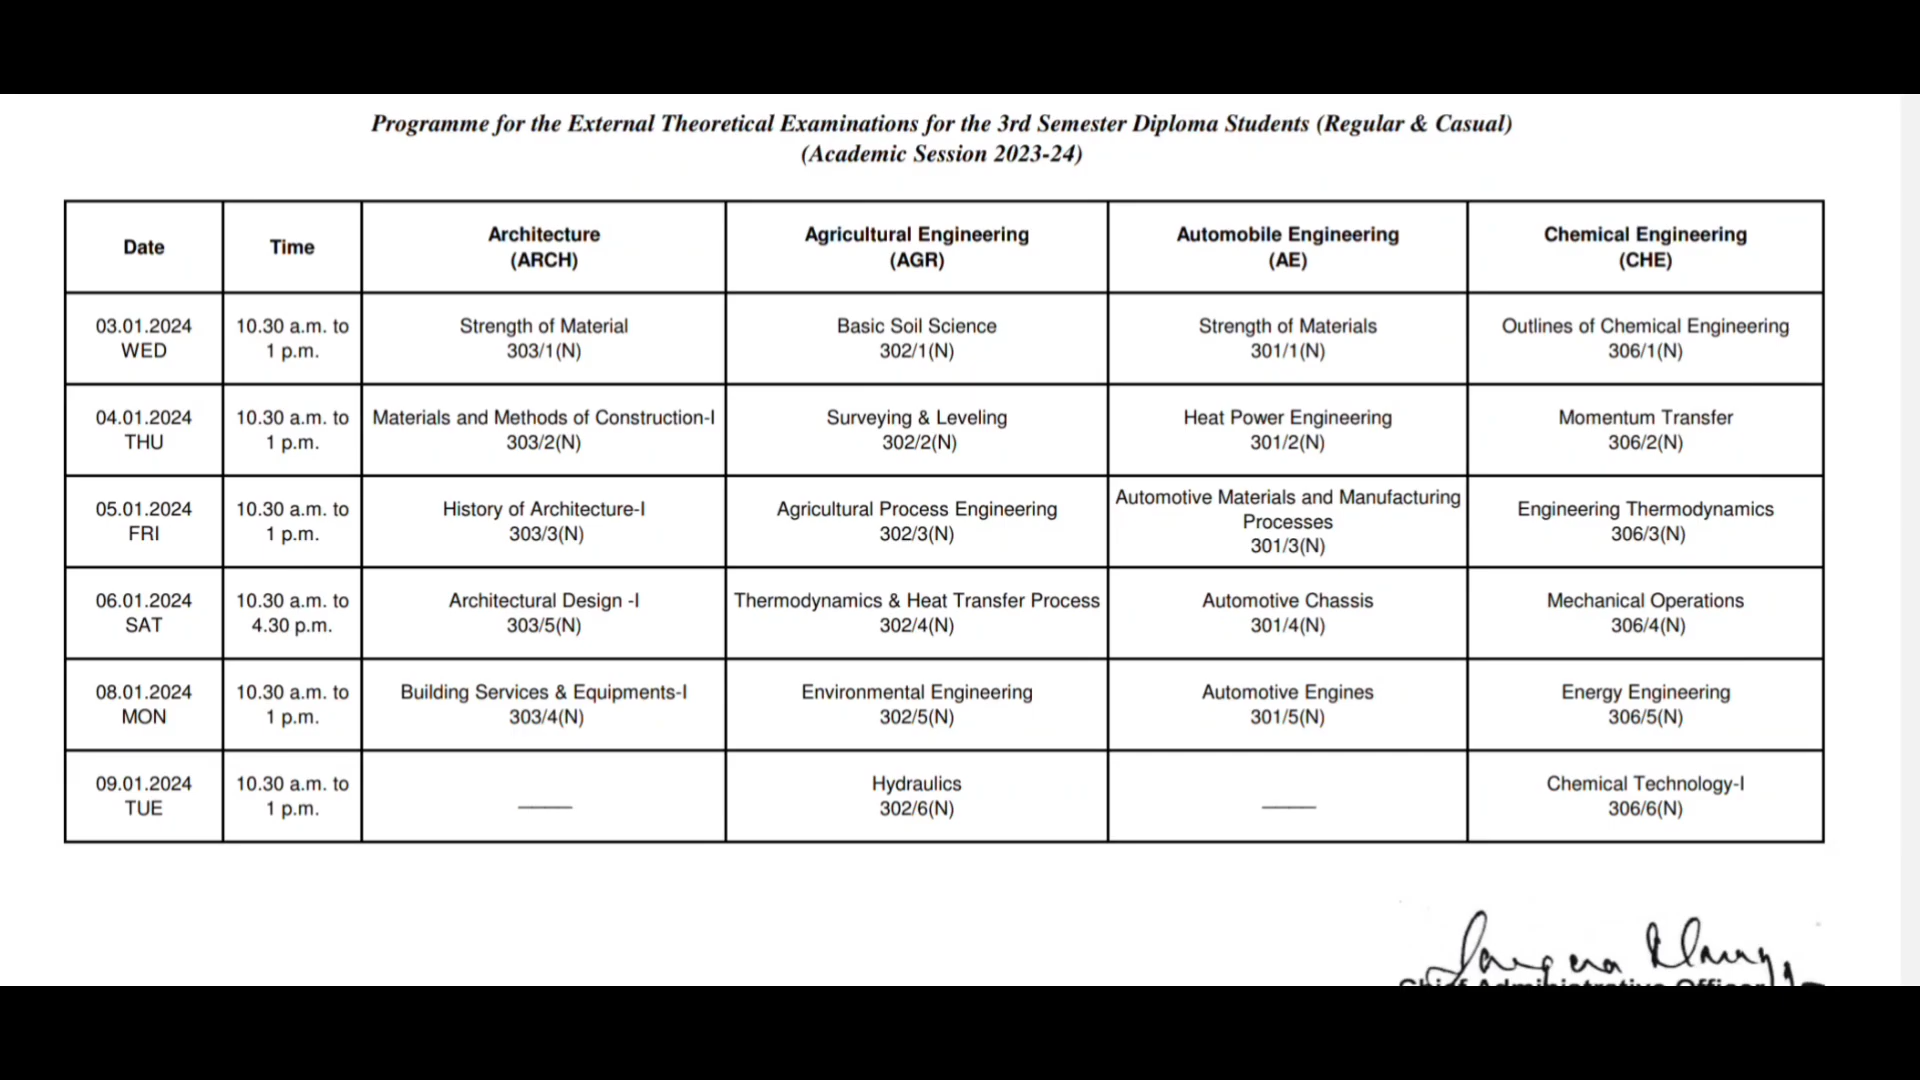 Programme for the External Theoretical Examinations for the 3rd Semester Diploma Students (Regular & Casual)
(Academic Session 2023-24)
Date
Time
Architecture
(ARCH)
Agricultural Engineering
(AGR)
Automobile Engineering
(AE)
Chemical Engineering
(CHE)
03.01.2024
WED
10.30 a.m. to
1 p.m.
Strength of Material
303/1(N)
Basic Soil Science
302/1(N)
Strength of Materials
301/1(N)
Outlines of Chemical Engineering
306/1(N)
04.01.2024
THU
10.30 a.m. to
1 p.m.
Materials and Methods of Construction-I
303/2(N)
Surveying & Leveling
302/2(N)
Heat Power Engineering
301/2(N)
Momentum Transfer
306/2(N)
05.01.2024
FRI
10.30 a.m. to
1 p.m.
History of Architecture-I
303/3(N)
Agricultural Process Engineering
302/3(N)
Automotive Materials and Manufacturing
Processes
301/3(N)
Engineering Thermodynamics
306/3(N)
06.01.2024
SAT
10.30 a.m. to
4.30 p.m.
Architectural Design -I
303/5(N)
Thermodynamics & Heat Transfer Process
302/4(N)
Automotive Chassis
301/4(N)
Mechanical Operations
306/4(N)
08.01.2024
MON
10.30 a.m. to
1 p.m.
Building Services & Equipments-I
303/4(N)
Environmental Engineering
302/5(N)
Automotive Engines
301/5(N)
Energy Engineering
306/5(N)
09.01.2024
TUE
10.30 a.m. to
1 p.m.
Hydraulics
302/6(N)
Chemical Technology-I
306/6(N)
Chief Administrative Officer